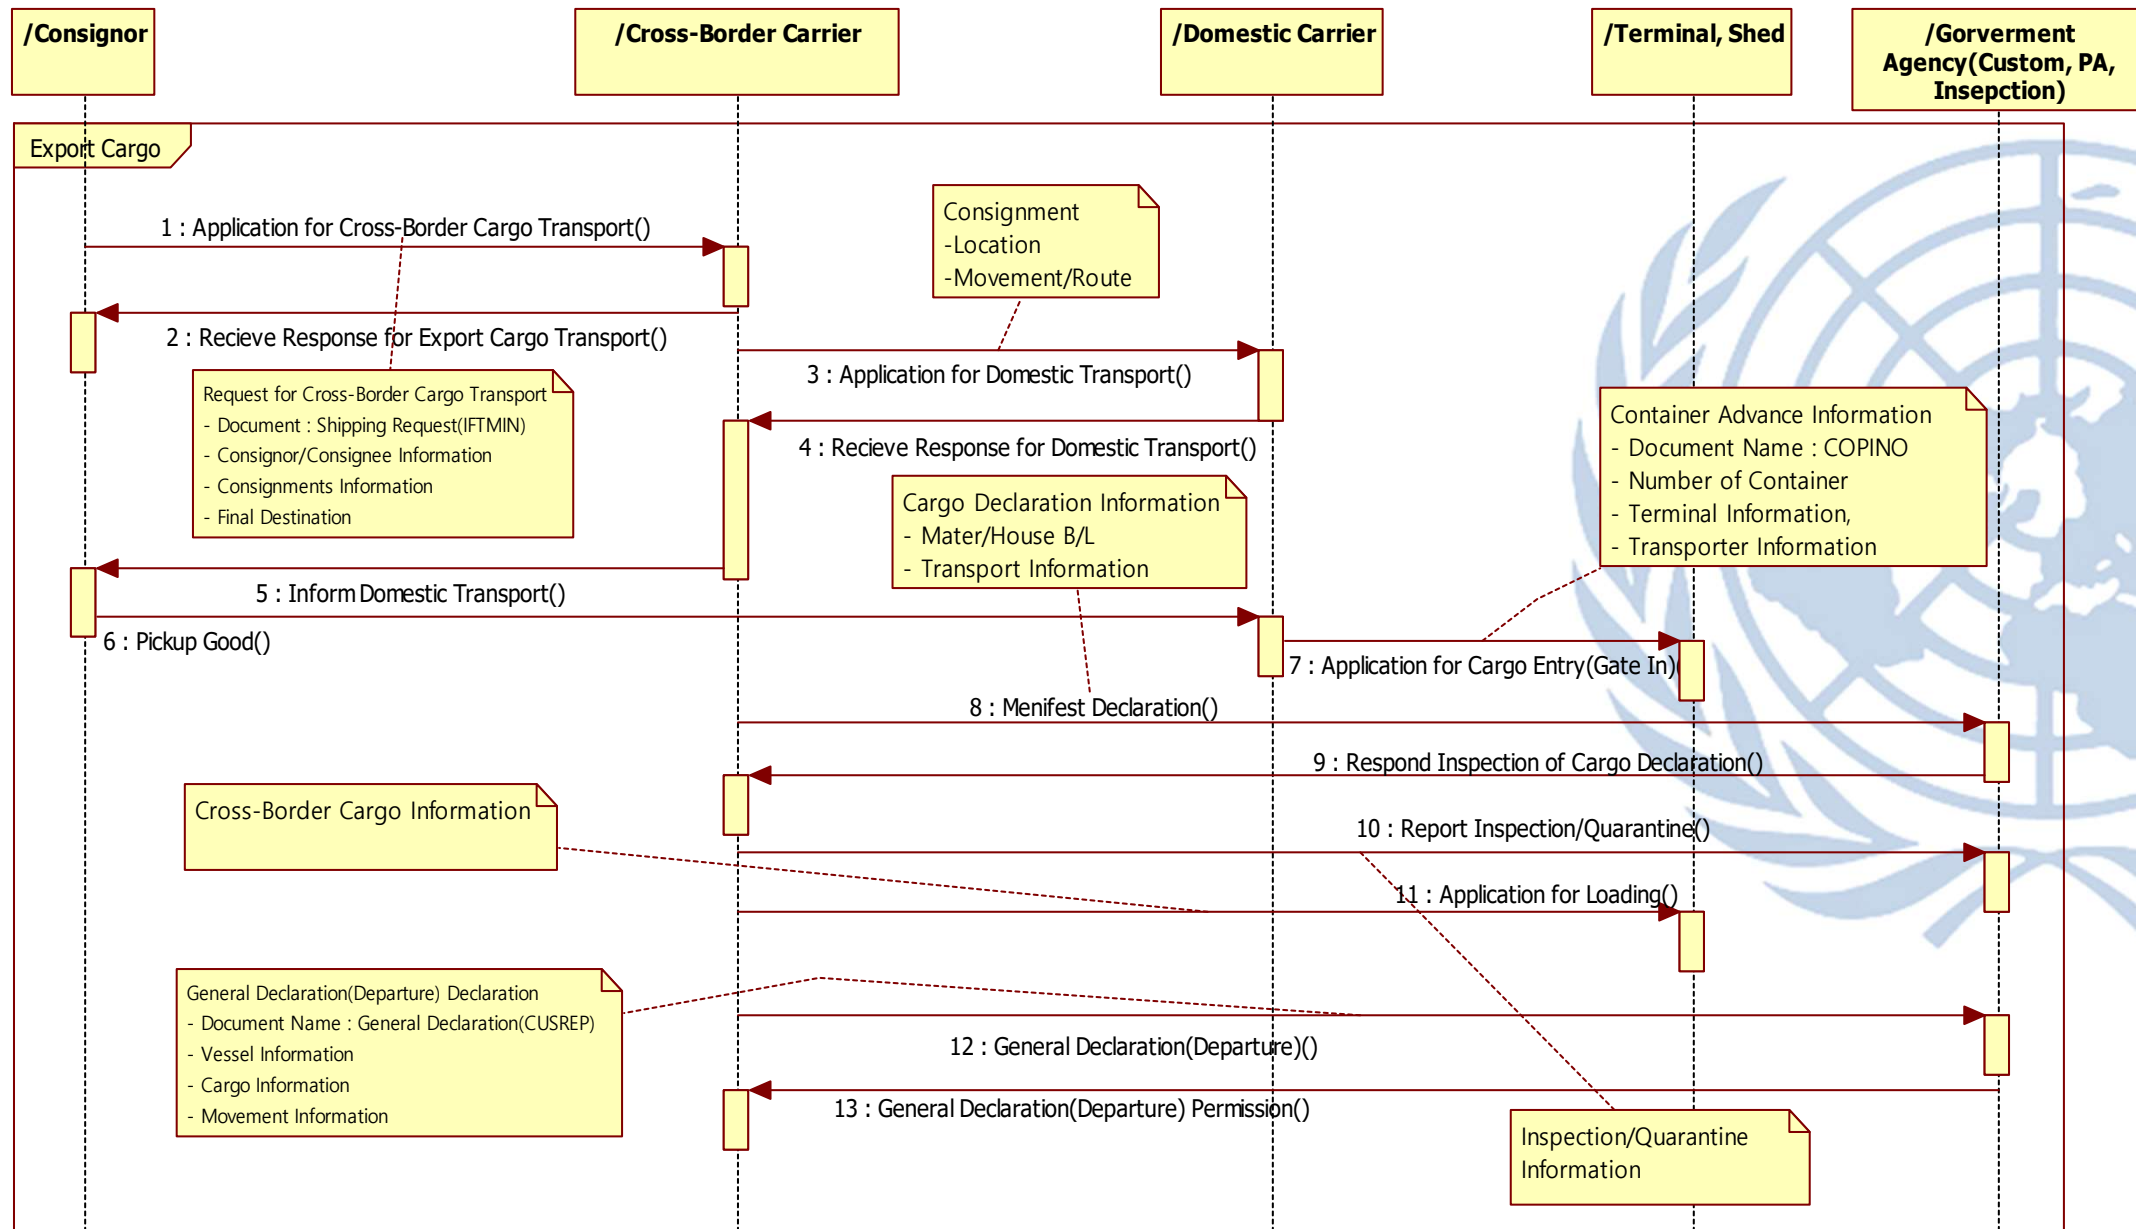 /Consignor
/Cross-Border Carrier
/Domestic Carrier
/Terminal, Shed
/Goverment
Agency(Custom, PA,
Insepction)
Export Cargo
1 : Application for Cross-Border Cargo Transport()
Consignment
-Location
-Movement/Route
2 : Recieve Response for Export Cargo Transport()
3 : Application for Domestic Transport()
Request for Cross-Border Cargo Transport
- Document : Shipping Request(IFTMIN)
- Consignor/Consignee Information
- Consignments Information
- Final Destination
Container Advance Information
- Document Name : COPINO
- Number of Container
- Terminal Information,
- Transporter Information
4 : Recieve Response for Domestic Transport()
Cargo Declaration Information
- Mater/House B/L
- Transport Information
5 : Inform Domestic Transport()
6 : Pickup Good()
7 : Application for Cargo Entry(Gate In)(
8 : Menifest Declaration()
9 : Respond Inspection of Cargo Declaration()
Cross-Border Cargo Information
10 : Report Inspection/Quarantine()
11 : Application for Loading()
General Declaration(Departure) Declaration
- Document Name : General Declaration(CUSREP)
- Vessel Information
- Cargo Information
- Movement Information
12 : General Declaration(Departure)()
13 : General Declaration(Departure) Permission()
Inspection/Quarantine
Information